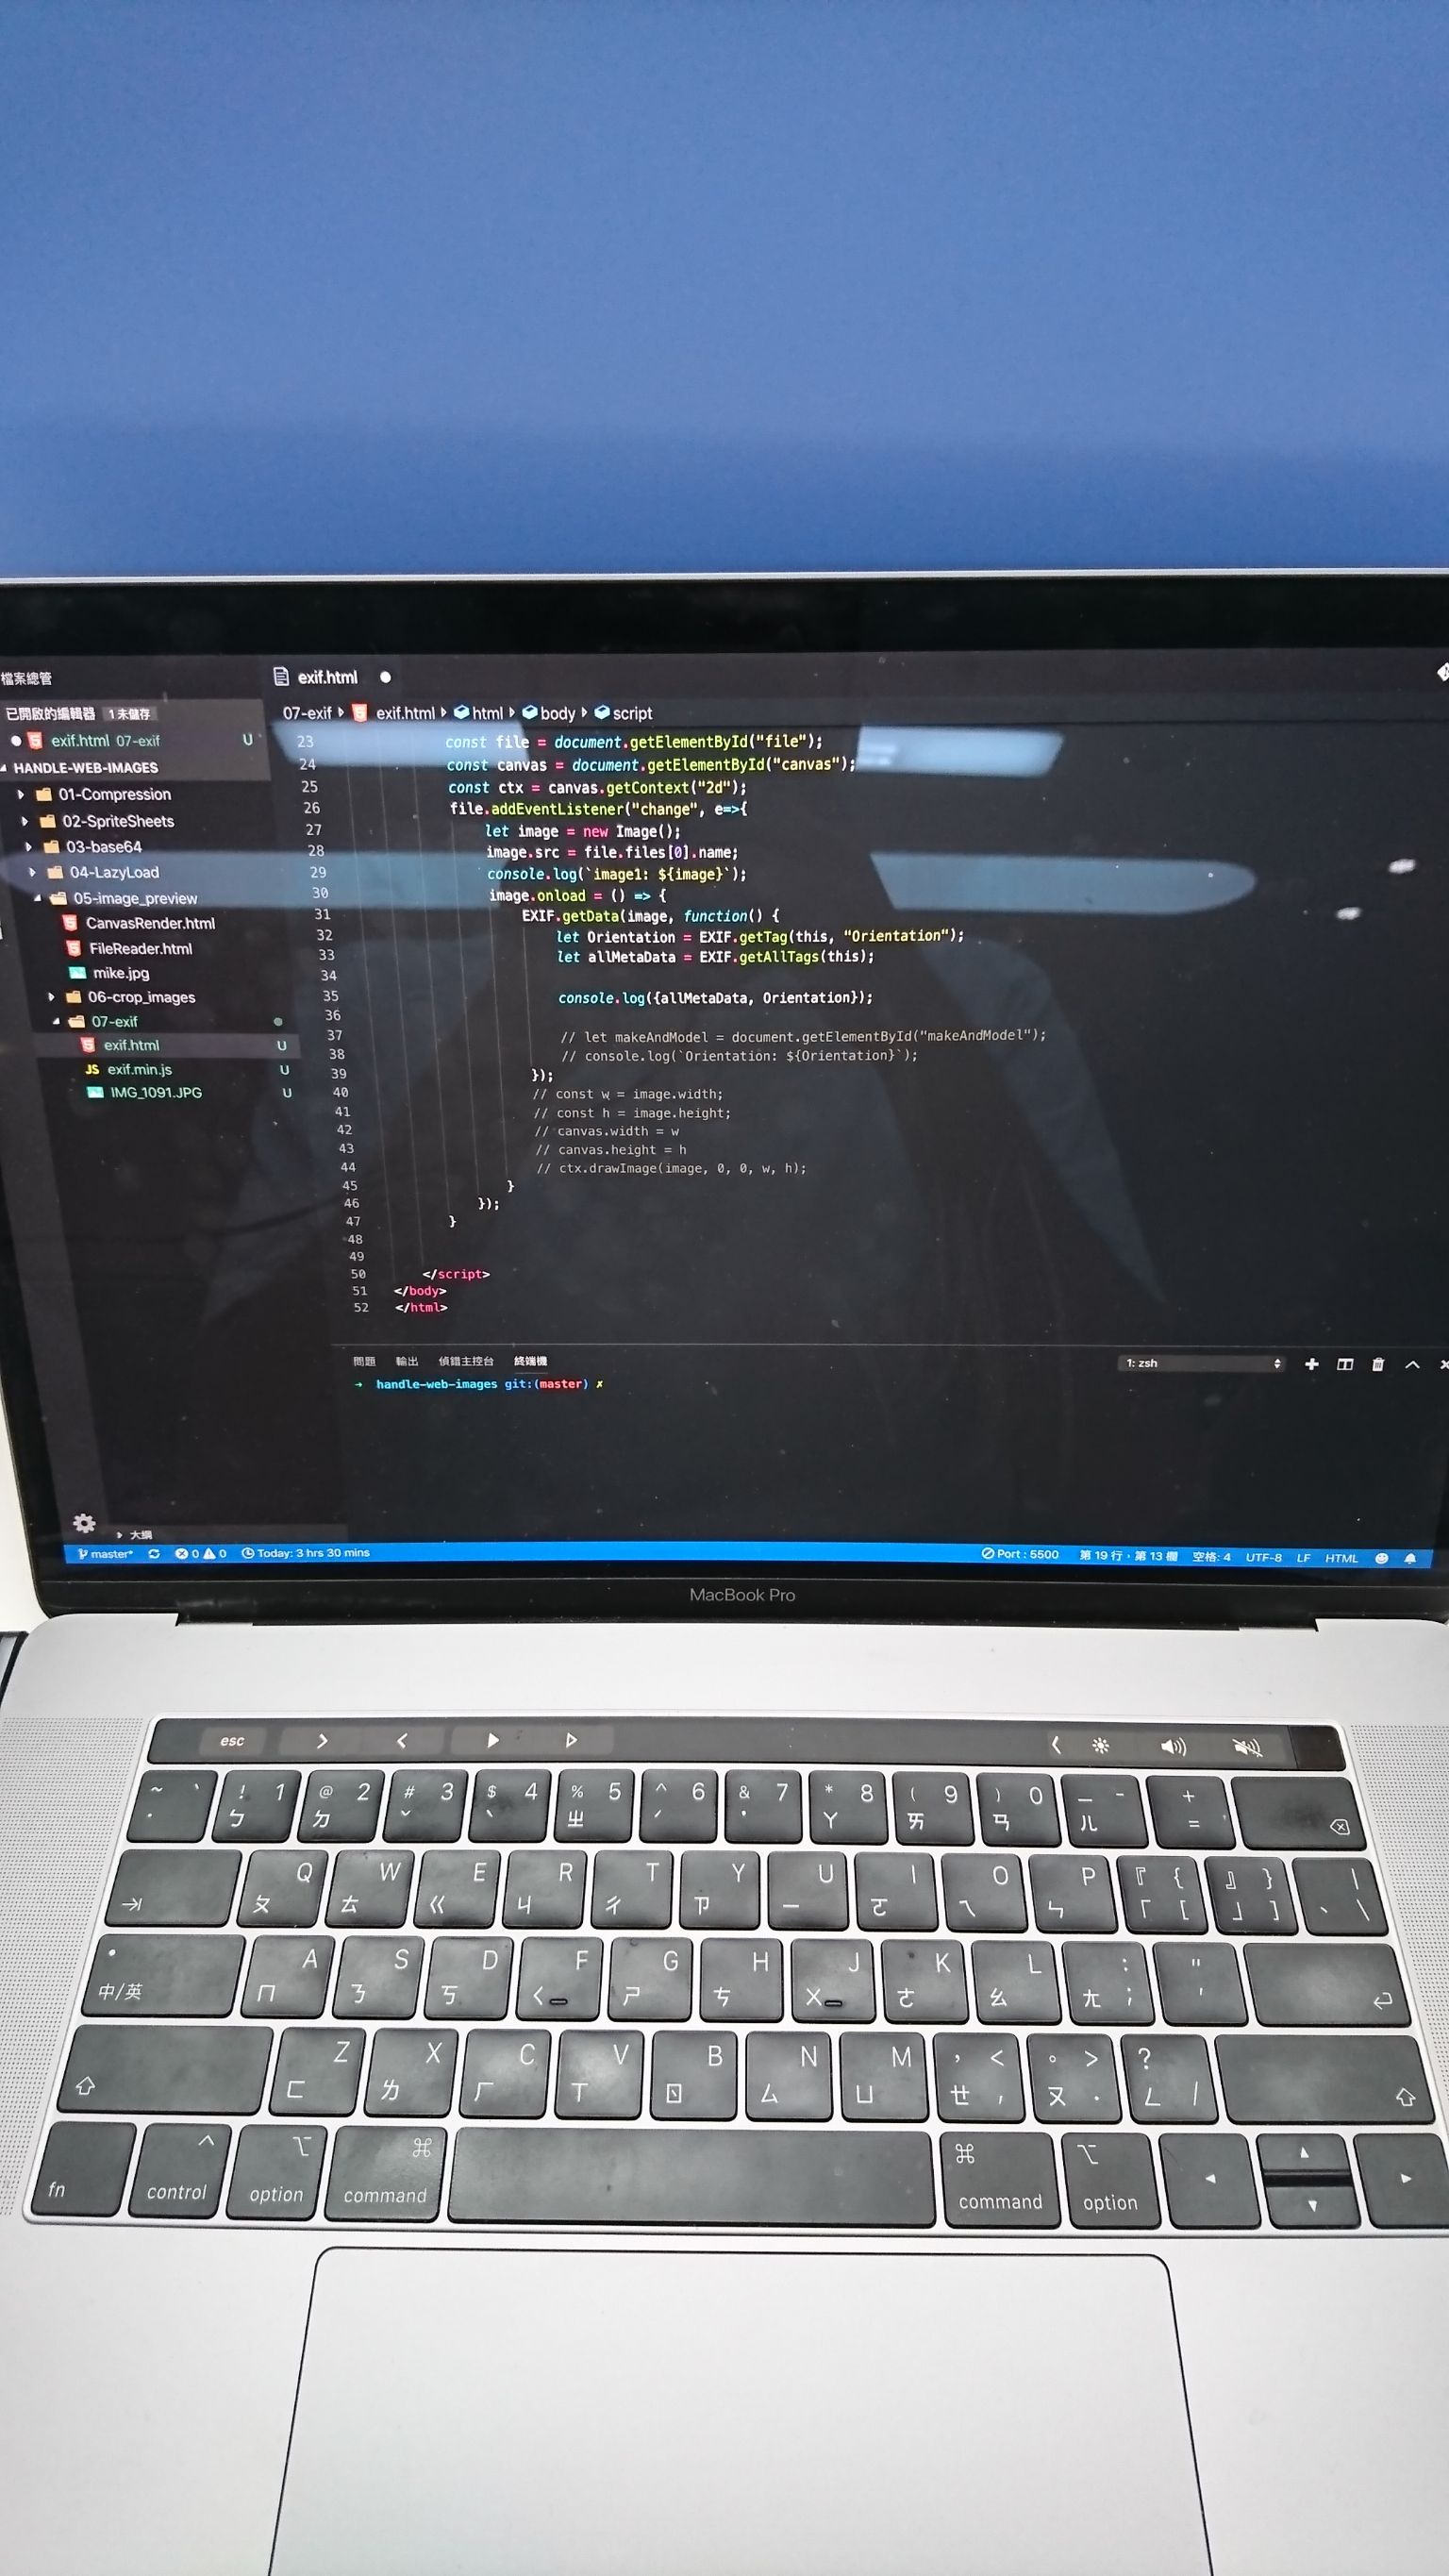 檔案總管
exif.html
已開啟的編輯器 1 未儲存
07-exif exif.html html body script
exif.html 07-exif U
HANDLE-WEB-IMAGES
01-Compression
02-SpriteSheets
03-base64
04-LazyLoad
05-image_preview
CanvasRender.html
FileReader.html
mike.jpg
06-crop_images
07-exif
exif.html U
JS exif.min.js U
IMG_1091.JPG U
23 const file = document.getElementById("file");
24 const canvas = document.getElementById("canvas");
25 const ctx = canvas.getContext("2d");
26 file.addEventListener("change", e=>{
27 let image = new Image();
28 image.src = file.files[0].name;
29 console.log(`image1: ${image}`);
30 image.onload = () => {
31 EXIF.getData(image, function() {
32 let Orientation = EXIF.getTag(this, "Orientation");
33 let allMetaData = EXIF.getAllTags(this);
34
35 console.log({allMetaData, Orientation});
36
37 // let makeAndModel = document.getElementById("makeAndModel");
38 // console.log(`Orientation: ${Orientation}`);
39 });
40 // const w = image.width;
41 // const h = image.height;
42 // canvas.width = w
43 // canvas.height = h
44 // ctx.drawImage(image, 0, 0, w, h);
45 }
46 });
47 }
48
49
50 </script>
51 </body>
52 </html>
問題 輸出 偵錯主控台 終端機 1: zsh
→ handle-web-images git:(master) ✗
大綱
master* 0 0 Today: 3 hrs 30 mins Port : 5500 第 19 行，第 13 欄 空格: 4 UTF-8 LF HTML
MacBook Pro
esc
~ ` ! 1 @ 2 # 3 $ 4 % 5 ^ 6 & 7 * 8 ( 9 ) 0 — - +
· ㄅ ㄉ ˇ ˋ ㄓ ˊ ˙ ㄚ ㄞ ㄢ ㄦ =
Q W E R T Y U I O P 『 { 』 } |
ㄆ ㄊ ㄍ ㄐ ㄔ ㄗ ㄧ ㄛ ㄟ ㄣ 「 [ 」 ] 、 \
A S D F G H J K L : "
中/英 ㄇ ㄋ ㄎ ㄑ ㄕ ㄘ ㄨ ㄜ ㄠ ㄤ ; '
Z X C V B N M , < 。 > ?
ㄈ ㄌ ㄏ ㄒ ㄖ ㄙ ㄩ ㄝ , ㄡ . ㄥ /
fn control option command command option